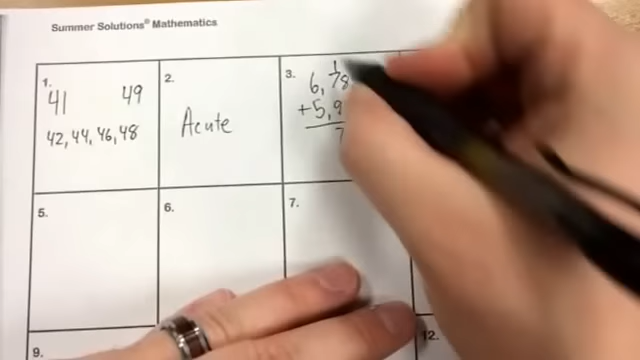 Summer Solutions® Mathematics
1. 2. 3.
41 49
42, 44, 46, 48
Acute
1
6,78
+5,9
7
5. 6. 7.
9. 12.